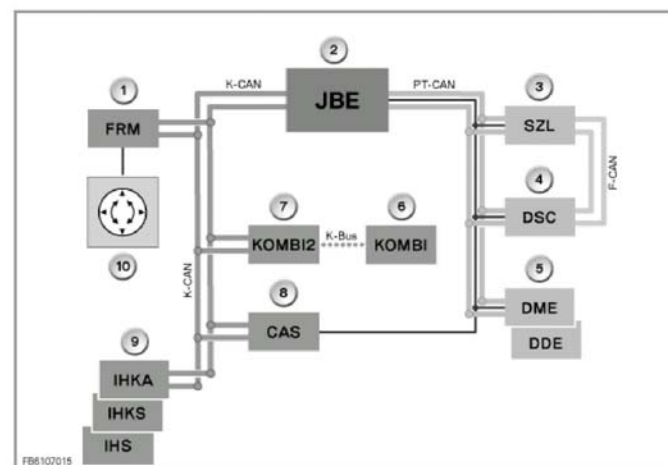 2
K-CAN
JBE
PT-CAN
1
FRM
3
SZL
F-CAN
4
DSC
10
7
KOMBI2
K-Bus
6
KOMBI
5
DME
DDE
K-CAN
8
CAS
9
IHKA
IHKS
IHS
FB6107015